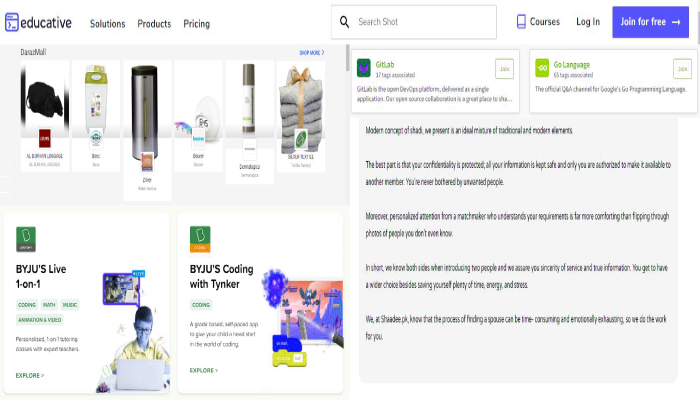 educative
Solutions
Products
Pricing
Search Shot
Courses
Log In
Join for free
DarazMall
SHOP MORE
Silver
Dermalogica
GitLab
17 tags associated
Join
GitLab is the open DevOps platform, delivered as a single
application. Our open source collaboration is a great place to sha...
Go Language
65 tags associated
Join
The official Q&A channel for Google's Go Programming Language.
Modern concept of shadi, we present is an ideal mixture of traditional and modern elements.
The best part is that your confidentiality is protected; all your information is kept safe and only you are authorized to make it available to
another member. You're never bothered by unwanted people.
Moreover, personalized attention from a matchmaker who understands your requirements is far more comforting than flipping through
photos of people you don't even know.
In short, we know both sides when introducing two people and we assure you sincerity of service and true information. You get to have
a wider choice besides saving yourself plenty of time, energy, and stress.
We, at Shaadee.pk, know that the process of finding a spouse can be time- consuming and emotionally exhausting, so we do the work
for you.
BYJU'S Live
1-on-1
CODING
MATH
MUSIC
ANIMATION & VIDEO
Personalised, 1-on-1 tutoring
classes with expert teachers.
EXPLORE >
BYJU'S Coding
with Tynker
CODING
A grade based, self-paced app
to give your child a head start
in the world of coding.
EXPLORE >